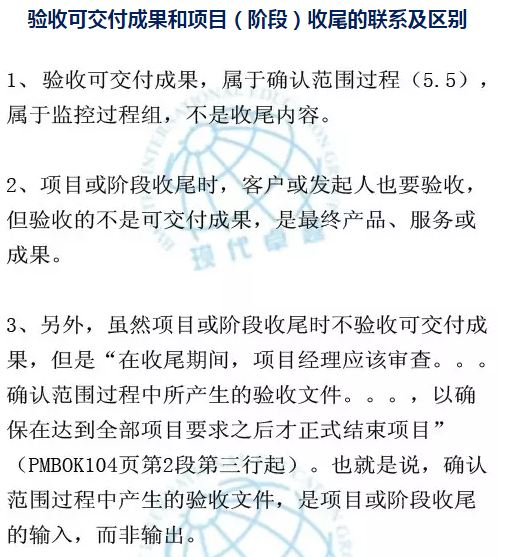 验收可交付成果和项目（阶段）收尾的联系及区别
1、验收可交付成果，属于确认范围过程（5.5），
属于监控过程组，不是收尾内容。
2、项目或阶段收尾时，客户或发起人也要验收，
但验收的不是可交付成果，是最终产品、服务或
成果。
现代卓越
3、另外，虽然项目或阶段收尾时不验收可交付成
果，但是“在收尾期间，项目经理应该审查。。。
确认范围过程中所产生的验收文件。。。，以确
保在达到全部项目要求之后才正式结束项目”
（PMBOK104页第2段第三行起）。也就是说，确认
范围过程中产生的验收文件，是项目或阶段收尾
的输入，而非输出。